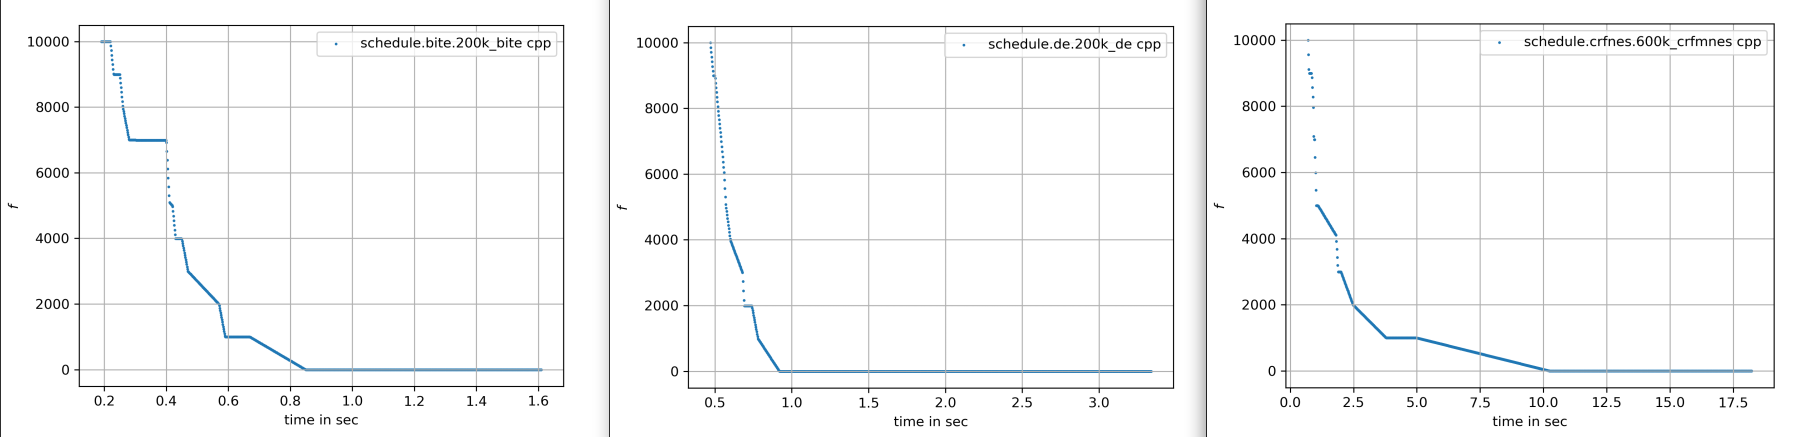 schedule.bite.200k_bite cpp
10000
8000
6000
4000
2000
0
f
0.2 0.4 0.6 0.8 1.0 1.2 1.4 1.6
time in sec
schedule.de.200k_de cpp
10000
8000
6000
4000
2000
0
f
0.5 1.0 1.5 2.0 2.5 3.0
time in sec
schedule.crfnes.600k_crfmnes cpp
10000
8000
6000
4000
2000
0
f
0.0 2.5 5.0 7.5 10.0 12.5 15.0 17.5
time in sec